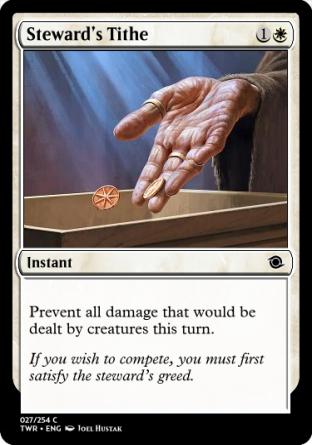 Steward's Tithe 1
Instant
Prevent all damage that would be
dealt by creatures this turn.
If you wish to compete, you must first
satisfy the steward's greed.
027/254 C
TWR • ENG Joel Hustak